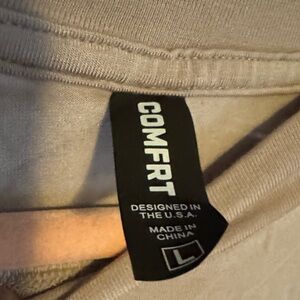 COMFRT
DESIGNED IN
THE U.S.A.
MADE IN
CHINA
L